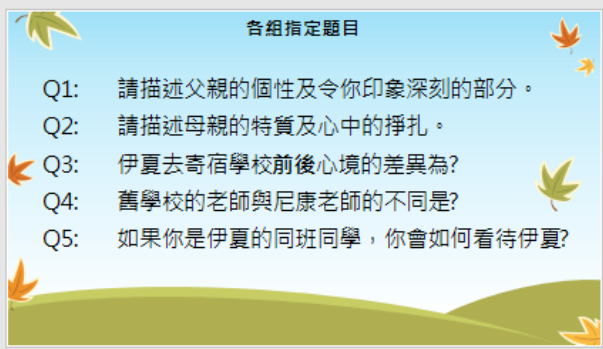 各組指定題目
Q1: 請描述父親的個性及令你印象深刻的部分。
Q2: 請描述母親的特質及心中的掙扎。
Q3: 伊夏去寄宿學校前後心境的差異為?
Q4: 舊學校的老師與尼康老師的不同是?
Q5: 如果你是伊夏的同班同學，你會如何看待伊夏?